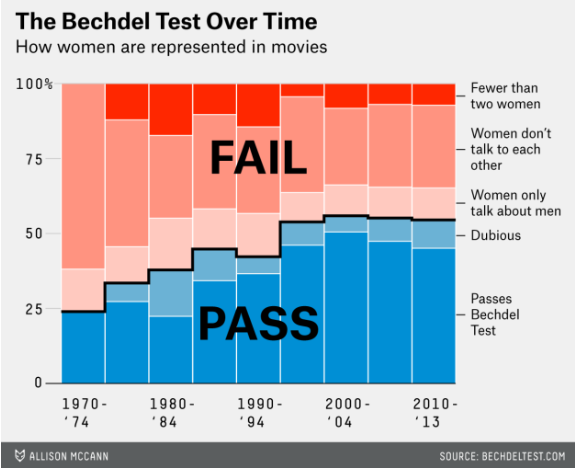 The Bechdel Test Over Time
How women are represented in movies
100%
75
50
25
0
FAIL
PASS
Fewer than
two women
Women don't
talk to each
other
Women only
talk about men
Dubious
Passes
Bechdel
Test
1970-
‘74
1980-
‘84
1990-
‘94
2000-
‘04
2010-
‘13
ALLISON MCCANN
SOURCE: BECHDELTEST.COM